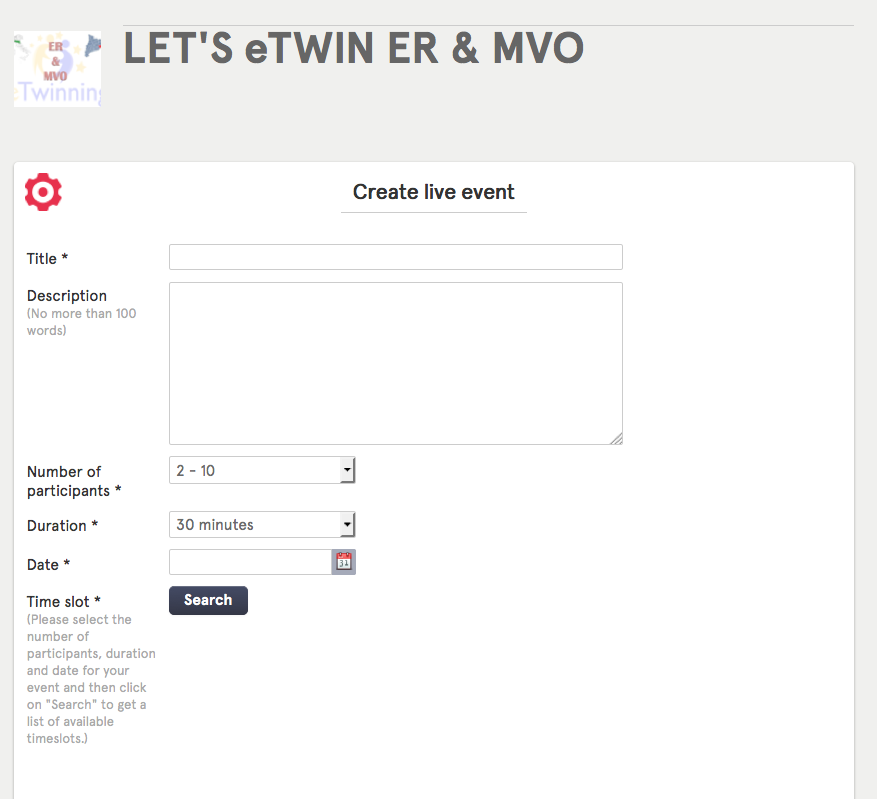 LET'S eTWIN ER & MVO
ER
&
MVO
eTwinning
Create live event
Title *
Description
(No more than 100
words)
Number of
participants *
2 - 10
Duration *
30 minutes
Date *
31
Time slot *
Search
(Please select the
number of
participants, duration
and date for your
event and then click
on "Search" to get a
list of available
timeslots.)